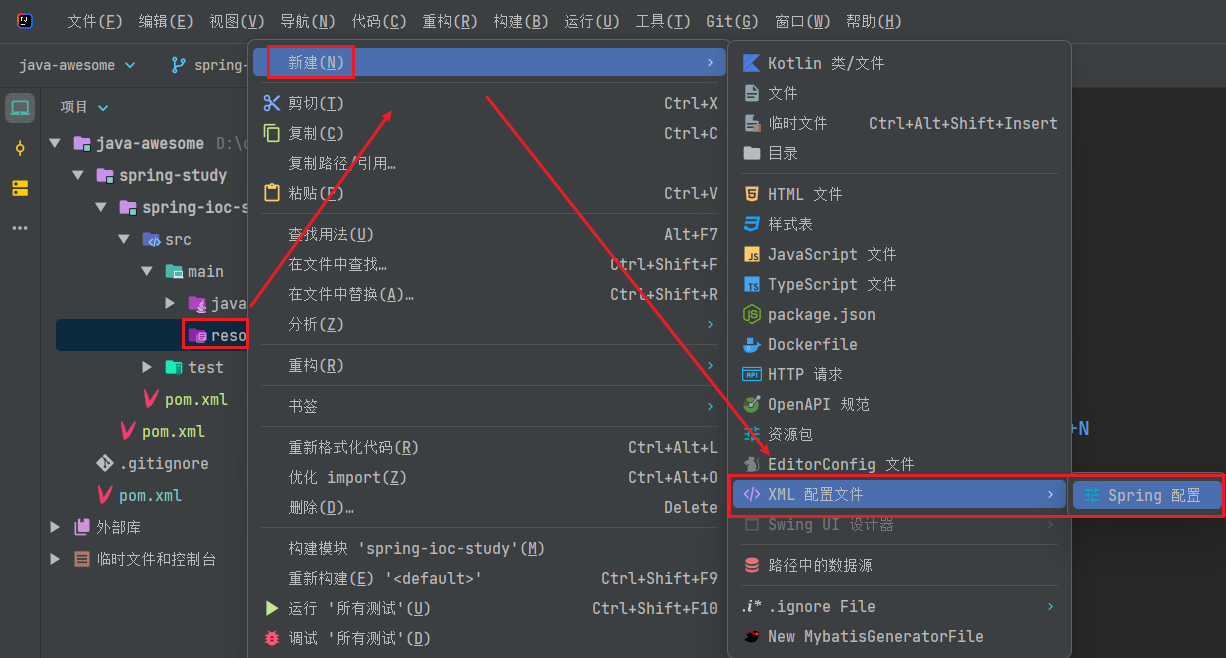 文件(F) 编辑(E) 视图(V) 导航(N) 代码(C) 重构(R) 构建(B) 运行(U) 工具(T) Git(G) 窗口(W) 帮助(H)
java-awesome spring-
项目
java-awesome D:\
spring-study
spring-ioc-s
src
main
java
reso
test
pom.xml
pom.xml
.gitignore
pom.xml
外部库
临时文件和控制台
新建(N)
剪切(T) Ctrl+X
复制(C) Ctrl+C
复制路径/引用…
粘贴(P) Ctrl+V
查找用法(U) Alt+F7
在文件中查找… Ctrl+Shift+F
在文件中替换(A)… Ctrl+Shift+R
分析(Z)
重构(R)
书签
重新格式化代码(R) Ctrl+Alt+L
优化 import(Z) Ctrl+Alt+O
删除(D)… Delete
构建模块 'spring-ioc-study'(M)
重新构建(E) '<default>' Ctrl+Shift+F9
运行 '所有测试'(U) Ctrl+Shift+F10
调试 '所有测试'(D)
Kotlin 类/文件
文件
临时文件 Ctrl+Alt+Shift+Insert
目录
HTML 文件
样式表
JavaScript 文件
TypeScript 文件
package.json
Dockerfile
HTTP 请求
OpenAPI 规范
资源包
EditorConfig 文件
XML 配置文件
Swing UI 设计器
路径中的数据源
.i* .ignore File
New MybatisGeneratorFile
Spring 配置
+N